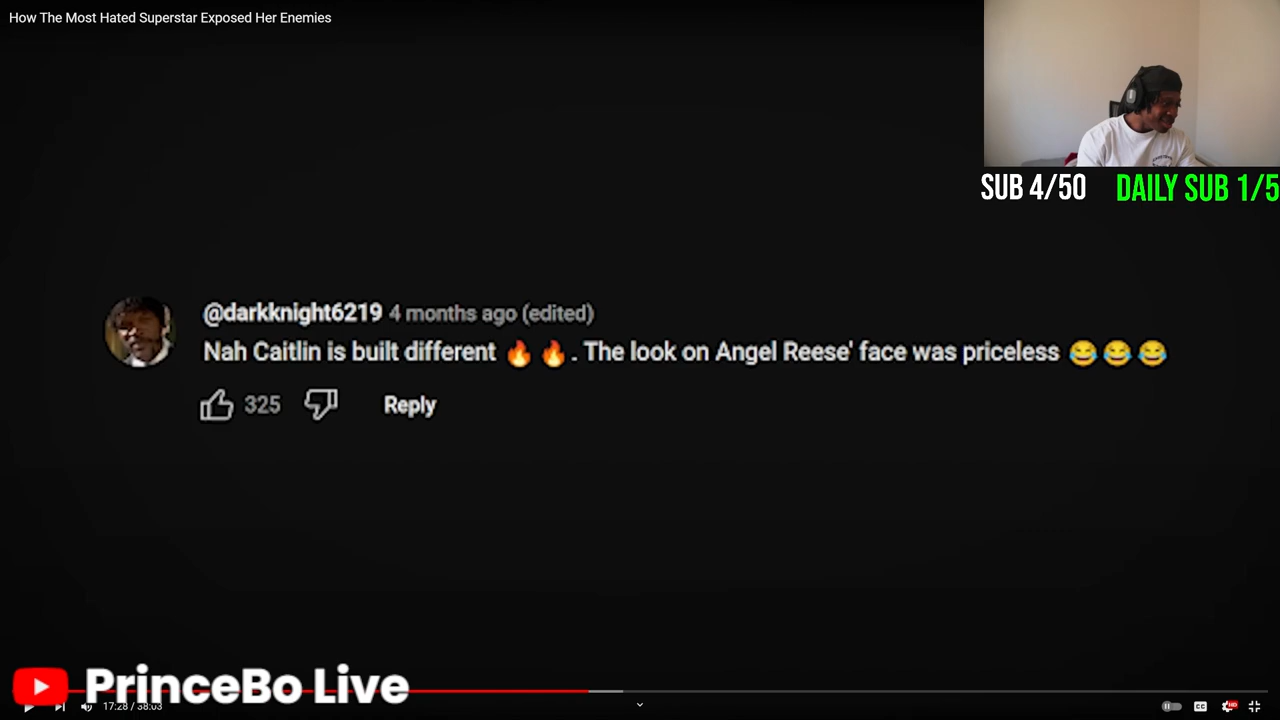 How The Most Hated Superstar Exposed Her Enemies
SUB 4/50 DAILY SUB 1/5
@darkknight6219 4 months ago (edited)
Nah Caitlin is built different 🔥 🔥. The look on Angel Reese' face was priceless 😂 😂 😂
325 Reply
PrinceBo Live
17:28 / 38:03
CC
HD